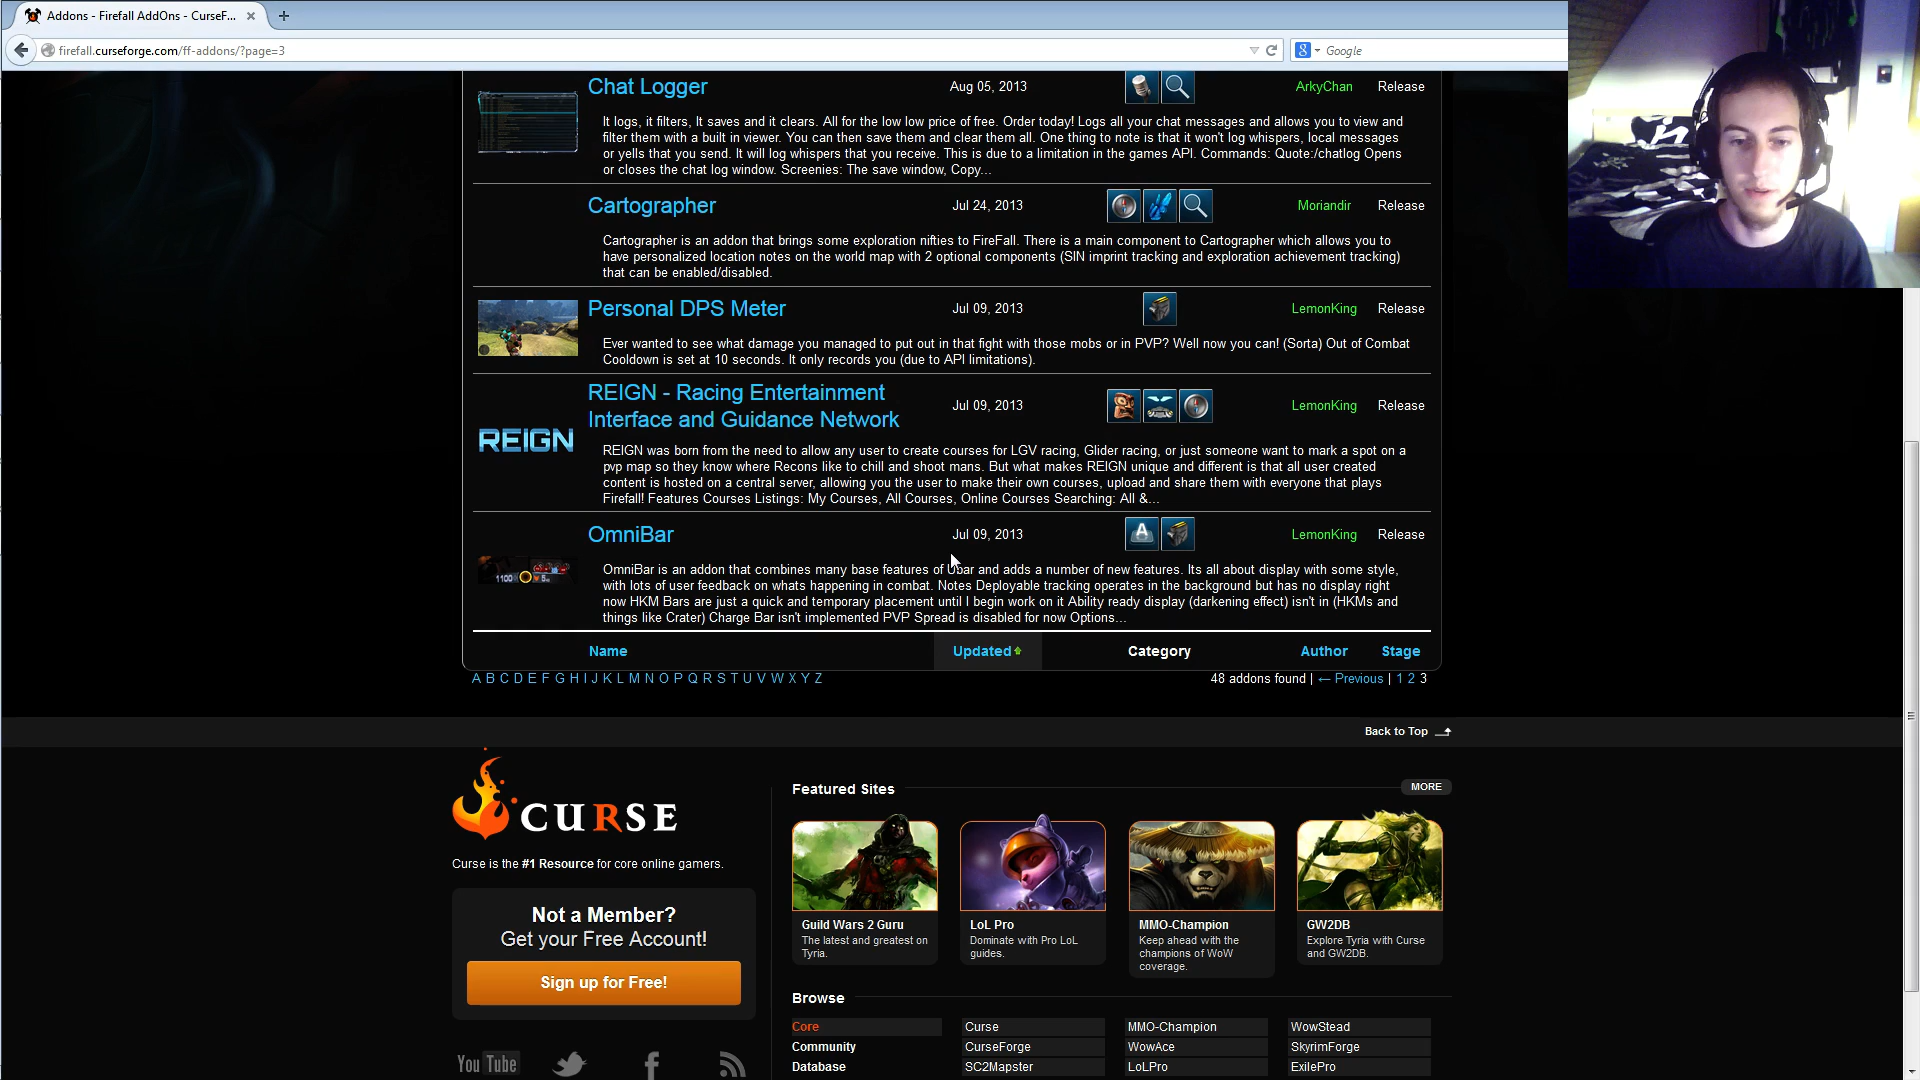 Addons - Firefall AddOns - CurseF...
firefall.curseforge.com/ff-addons/?page=3
Google
Chat Logger Aug 05, 2013 ArkyChan Release
It logs, it filters, It saves and it clears. All for the low low price of free. Order today! Logs all your chat messages and allows you to view and
filter them with a built in viewer. You can then save them and clear them all. One thing to note is that it won't log whispers, local messages
or yells that you send. It will log whispers that you receive. This is due to a limitation in the games API. Commands: Quote:/chatlog Opens
or closes the chat log window. Screenies: The save window, Copy...
Cartographer Jul 24, 2013 Moriandir Release
Cartographer is an addon that brings some exploration nifties to FireFall. There is a main component to Cartographer which allows you to
have personalized location notes on the world map with 2 optional components (SIN imprint tracking and exploration achievement tracking)
that can be enabled/disabled.
Personal DPS Meter Jul 09, 2013 LemonKing Release
Ever wanted to see what damage you managed to put out in that fight with those mobs or in PVP? Well now you can! (Sorta) Out of Combat
Cooldown is set at 10 seconds. It only records you (due to API limitations).
REIGN - Racing Entertainment
Interface and Guidance Network Jul 09, 2013 LemonKing Release
REIGN
REIGN was born from the need to allow any user to create courses for LGV racing, Glider racing, or just someone want to mark a spot on a
pvp map so they know where Recons like to chill and shoot mans. But what makes REIGN unique and different is that all user created
content is hosted on a central server, allowing you the user to make their own courses, upload and share them with everyone that plays
Firefall! Features Courses Listings: My Courses, All Courses, Online Courses Searching: All &...
OmniBar Jul 09, 2013 LemonKing Release
1100
OmniBar is an addon that combines many base features of Ubar and adds a number of new features. Its all about display with some style,
with lots of user feedback on whats happening in combat. Notes Deployable tracking operates in the background but has no display right
now HKM Bars are just a quick and temporary placement until I begin work on it Ability ready display (darkening effect) isn't in (HKMs and
things like Crater) Charge Bar isn't implemented PVP Spread is disabled for now Options...
Name Updated Category Author Stage
A B C D E F G H I J K L M N O P Q R S T U V W X Y Z 48 addons found | ← Previous | 1 2 3
Back to Top
CURSE
Curse is the #1 Resource for core online gamers.
Not a Member?
Get your Free Account!
Sign up for Free!
You Tube
Featured Sites MORE
Guild Wars 2 Guru
The latest and greatest on
Tyria.
LoL Pro
Dominate with Pro LoL
guides.
MMO-Champion
Keep ahead with the
champions of WoW
coverage.
GW2DB
Explore Tyria with Curse
and GW2DB.
Browse
Core Curse MMO-Champion WowStead
Community CurseForge WowAce SkyrimForge
Database SC2Mapster LoLPro ExilePro